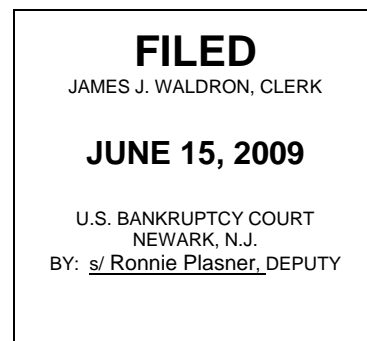 FILED
JAMES J. WALDRON, CLERK
JUNE 15, 2009
U.S. BANKRUPTCY COURT
NEWARK, N.J.
BY: s/ Ronnie Plasner, DEPUTY